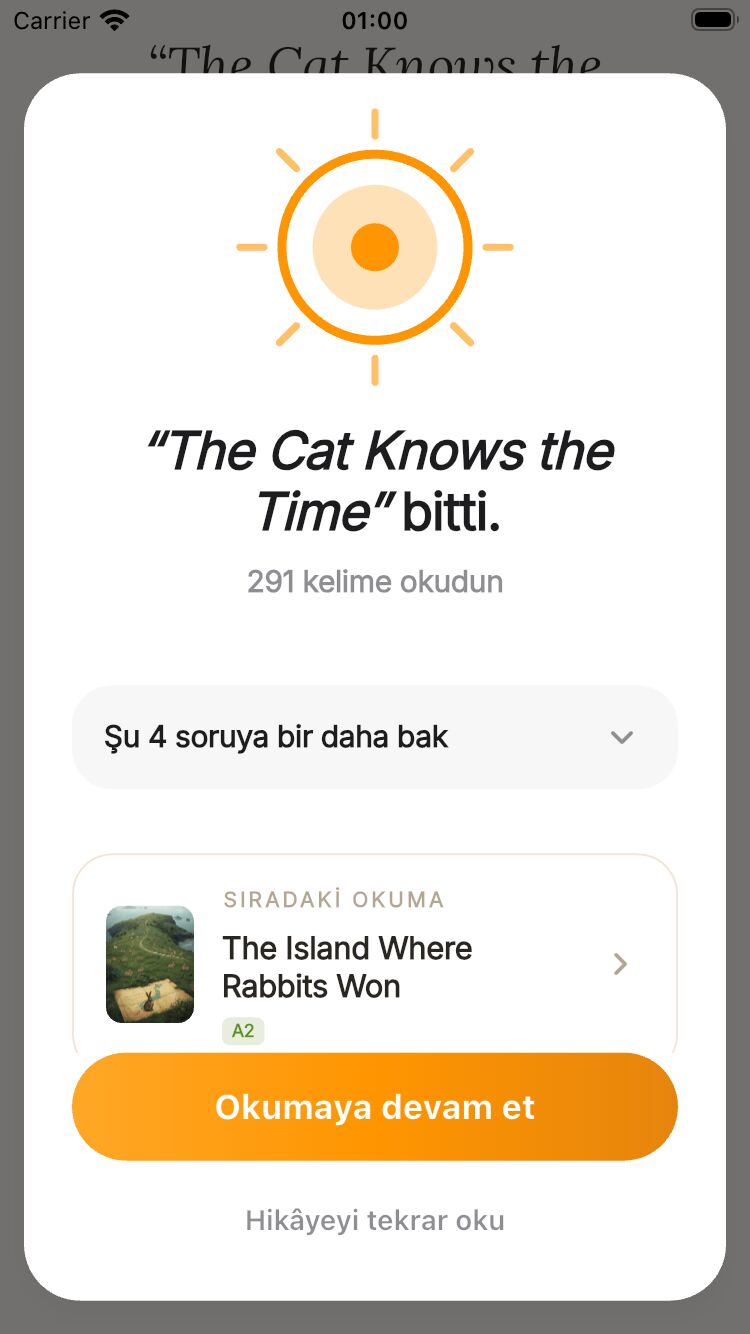 Carrier
01:00
“The Cat Knows the
“The Cat Knows the
Time” bitti.
291 kelime okudun
Şu 4 soruya bir daha bak
SIRADAKİ OKUMA
The Island Where
Rabbits Won
A2
Okumaya devam et
Hikâyeyi tekrar oku